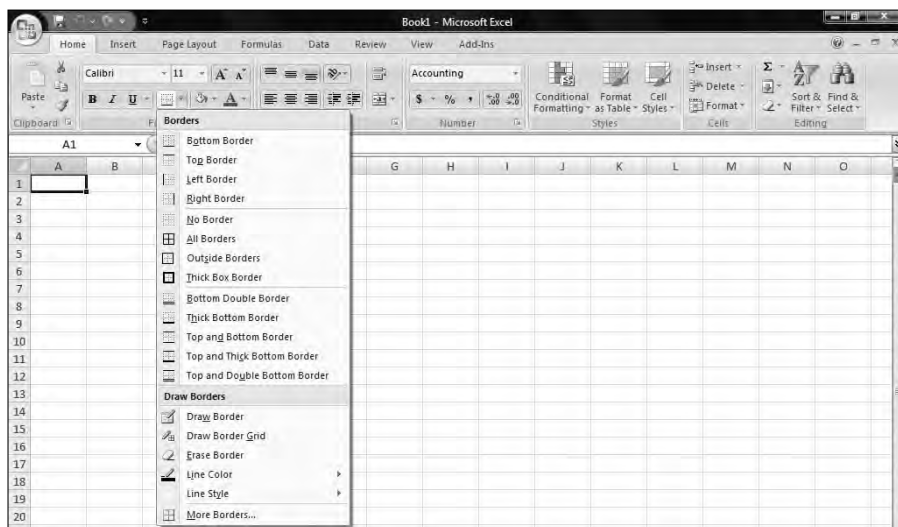 Book1 - Microsoft Excel
Home Insert Page Layout Formulas Data Review View Add-Ins
Calibri 11 A A Accounting Insert Σ
Paste Delete
B I U A $ % , .0 .00 Conditional Formatting Format as Table Cell Styles Format Sort & Filter Find & Select
Clipboard Number Styles Cells Editing
A1
A B G H I J K L M N O
1
2
3
4
5
6
7
8
9
10
11
12
13
14
15
16
17
18
19
20
Borders
Bottom Border
Top Border
Left Border
Right Border
No Border
All Borders
Outside Borders
Thick Box Border
Bottom Double Border
Thick Bottom Border
Top and Bottom Border
Top and Thick Bottom Border
Top and Double Bottom Border
Draw Borders
Draw Border
Draw Border Grid
Erase Border
Line Color
Line Style
More Borders...